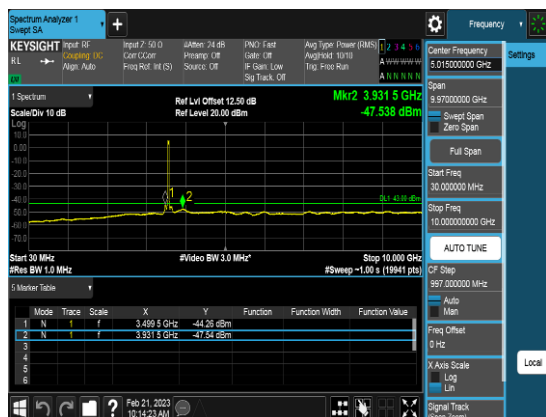 Spectrum Analyzer 1
Swept SA
+
Frequency
KEYSIGHT
Input: RF
Input Z: 50 Ω
#Atten: 24 dB
PNO: Fast
Avg Type: Power (RMS)
1 2 3 4 5 6
RL
Coupling: DC
Corr CCorr
Preamp: Off
Gate: Off
Avg|Hold: 10/10
A W W W W W
Align: Auto
Freq Ref: Int (S)
Source: Off
IF Gain: Low
Trig: Free Run
Sig Track: Off
A N N N N N
Center Frequency
5.015000000 GHz
Settings
Span
9.97000000 GHz
Swept Span
Zero Span
Full Span
Start Freq
30.000000 MHz
Stop Freq
10.000000000 GHz
AUTO TUNE
CF Step
997.000000 MHz
Auto
Man
Freq Offset
0 Hz
X Axis Scale
Log
Lin
Local
Signal Track
1 Spectrum
Mkr2 3.931 5 GHz
Ref Lvl Offset 12.50 dB
Scale/Div 10 dB
Ref Level 20.00 dBm
-47.538 dBm
Log
10.0
0.00
-10.0
-20.0
-30.0
-40.0
-50.0
-60.0
-70.0
1
2
Start 30 MHz
#Video BW 3.0 MHz*
Stop 10.000 GHz
#Res BW 1.0 MHz
#Sweep ~1.00 s (19941 pts)
5 Marker Table
Mode Trace Scale X Y Function Function Width Function Value
1 N 1 f 3.499 5 GHz -44.26 dBm
2 N 1 f 3.931 5 GHz -47.54 dBm
3
4
5
6
?
Feb 21, 2023
10:14:23 AM